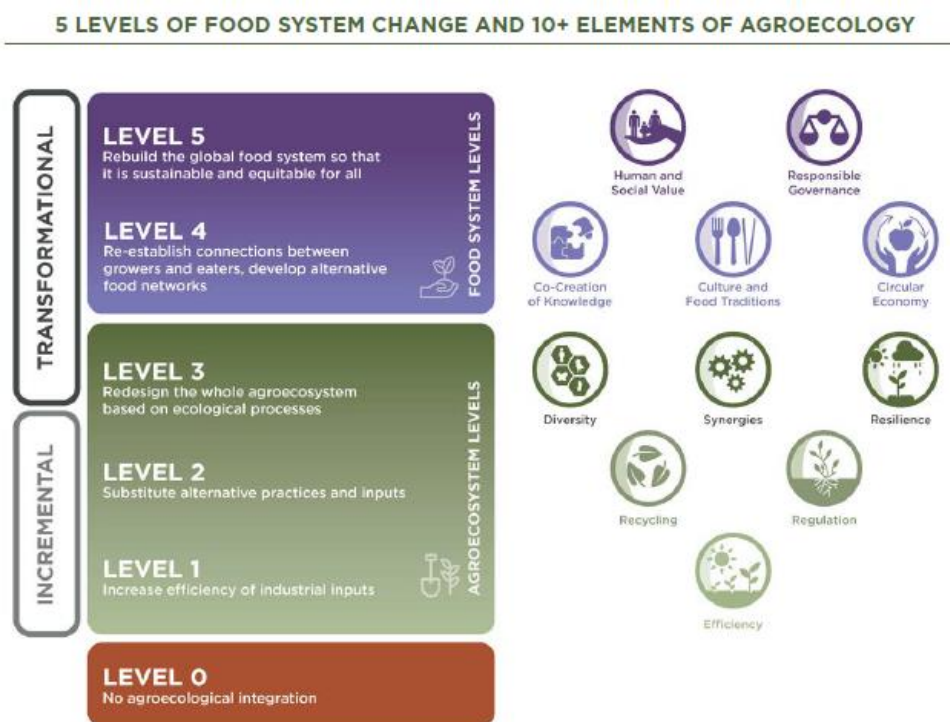 5 LEVELS OF FOOD SYSTEM CHANGE AND 10+ ELEMENTS OF AGROECOLOGY
TRANSFORMATIONAL
INCREMENTAL
LEVEL 5
Rebuild the global food system so that
it is sustainable and equitable for all
LEVEL 4
Re-establish connections between
growers and eaters, develop alternative
food networks
FOOD SYSTEM LEVELS
LEVEL 3
Redesign the whole agroecosystem
based on ecological processes
LEVEL 2
Substitute alternative practices and inputs
LEVEL 1
Increase efficiency of industrial inputs
AGROECOSYSTEM LEVELS
LEVEL 0
No agroecological integration
Human and
Social Value
Responsible
Governance
Co-Creation
of Knowledge
Culture and
Food Traditions
Circular
Economy
Diversity
Synergies
Resilience
Recycling
Regulation
Efficiency